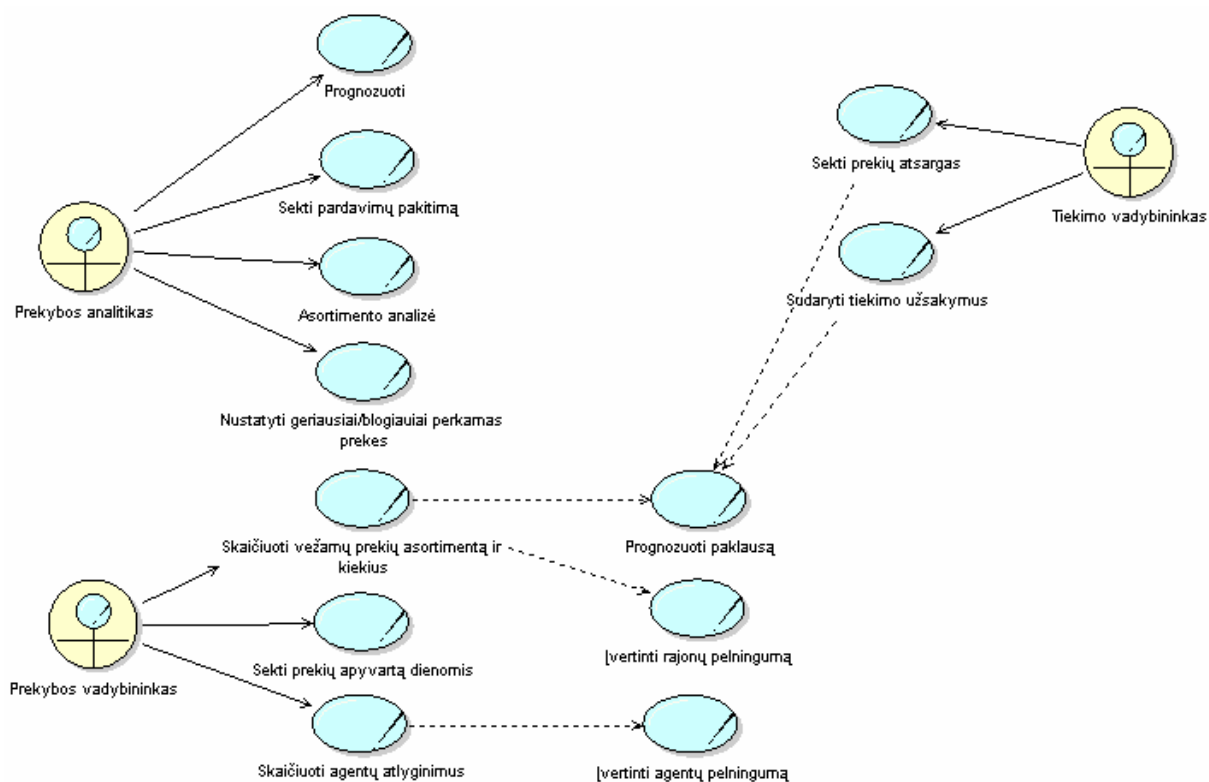 Prognozuoti
Sekti prekių atsargas
Sekti pardavimų pakitimą
Tiekimo vadybininkas
Sudaryti tiekimo užsakymus
Prekybos analitikas
Asortimento analizė
Nustatyti geriausiai/blogiauiai perkamas
prekes
Skaičiuoti vežamų prekių asortimentą ir
kiekius
Prognozuoti paklausą
Įvertinti rajonų pelningumą
Sekti prekių apyvartą dienomis
Prekybos vadybininkas
Skaičiuoti agentų atlyginimus
Įvertinti agentų pelningumą